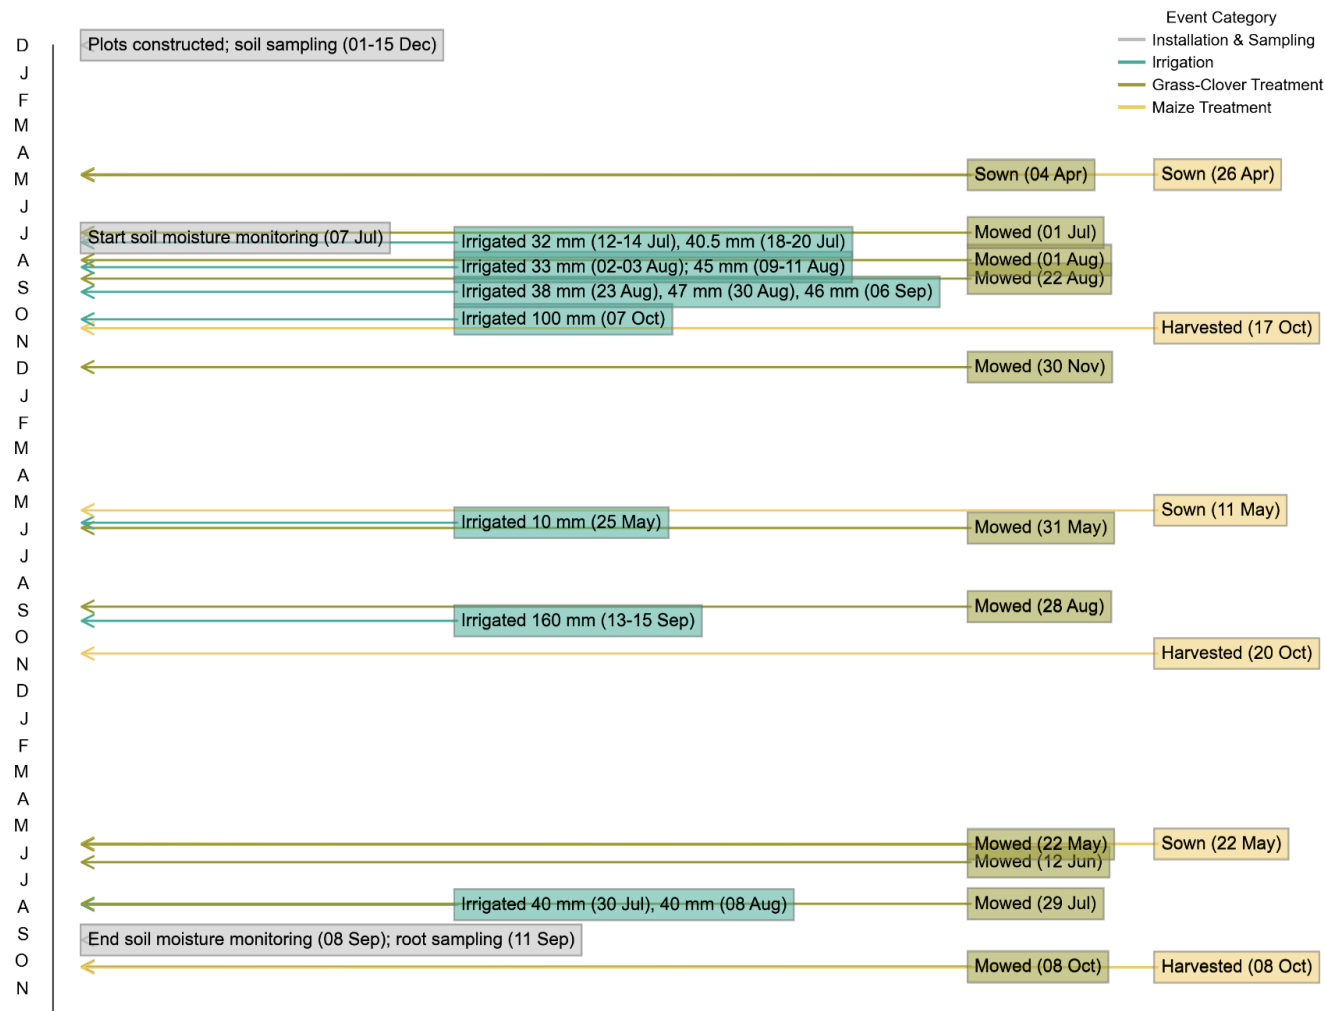 Event Category
Installation & Sampling
Irrigation
Grass-Clover Treatment
Maize Treatment
D
Plots constructed; soil sampling (01-15 Dec)
J
F
M
A
Sown (04 Apr)
Sown (26 Apr)
M
J
J
Start soil moisture monitoring (07 Jul)
Mowed (01 Jul)
Irrigated 32 mm (12-14 Jul), 40.5 mm (18-20 Jul)
A
Mowed (01 Aug)
Irrigated 33 mm (02-03 Aug); 45 mm (09-11 Aug)
Mowed (22 Aug)
S
Irrigated 38 mm (23 Aug), 47 mm (30 Aug), 46 mm (06 Sep)
O
Irrigated 100 mm (07 Oct)
Harvested (17 Oct)
N
D
Mowed (30 Nov)
J
F
M
A
M
Sown (11 May)
Irrigated 10 mm (25 May)
J
Mowed (31 May)
J
A
S
Mowed (28 Aug)
Irrigated 160 mm (13-15 Sep)
O
Harvested (20 Oct)
N
D
J
F
M
A
M
Mowed (22 May)
Sown (22 May)
J
Mowed (12 Jun)
J
A
Irrigated 40 mm (30 Jul), 40 mm (08 Aug)
Mowed (29 Jul)
S
End soil moisture monitoring (08 Sep); root sampling (11 Sep)
O
Mowed (08 Oct)
Harvested (08 Oct)
N